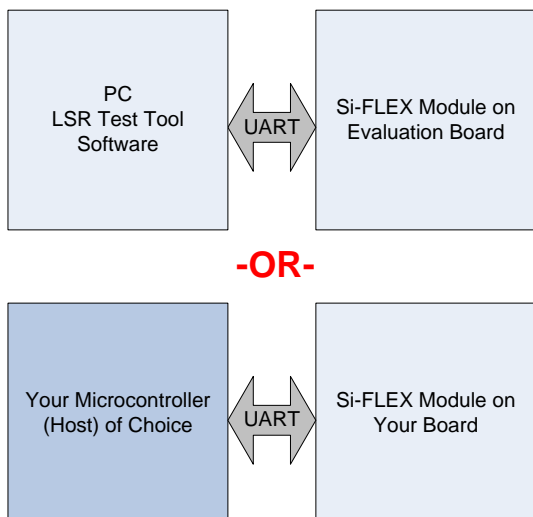 PC
LSR Test Tool
Software
UART
Si-FLEX Module on
Evaluation Board
-OR-
Your Microcontroller
(Host) of Choice
UART
Si-FLEX Module on
Your Board